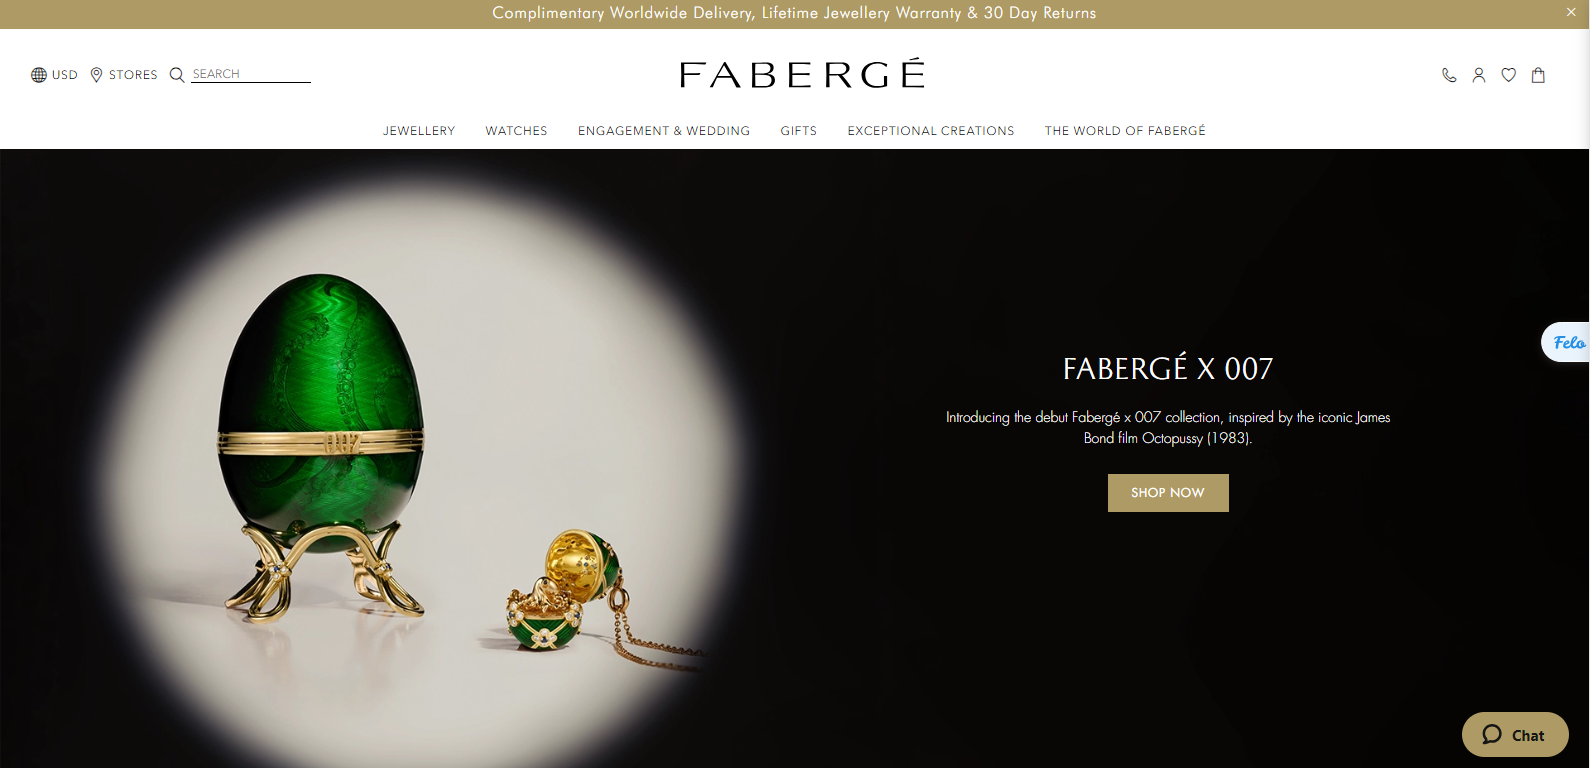 Complimentary Worldwide Delivery, Lifetime Jewellery Warranty & 30 Day Returns
USD STORES SEARCH
FABERGÉ
JEWELLERY WATCHES ENGAGEMENT & WEDDING GIFTS EXCEPTIONAL CREATIONS THE WORLD OF FABERGÉ
007
FABERGÉ X 007
Introducing the debut Fabergé x 007 collection, inspired by the iconic James
Bond film Octopussy (1983).
SHOP NOW
Felo
Chat